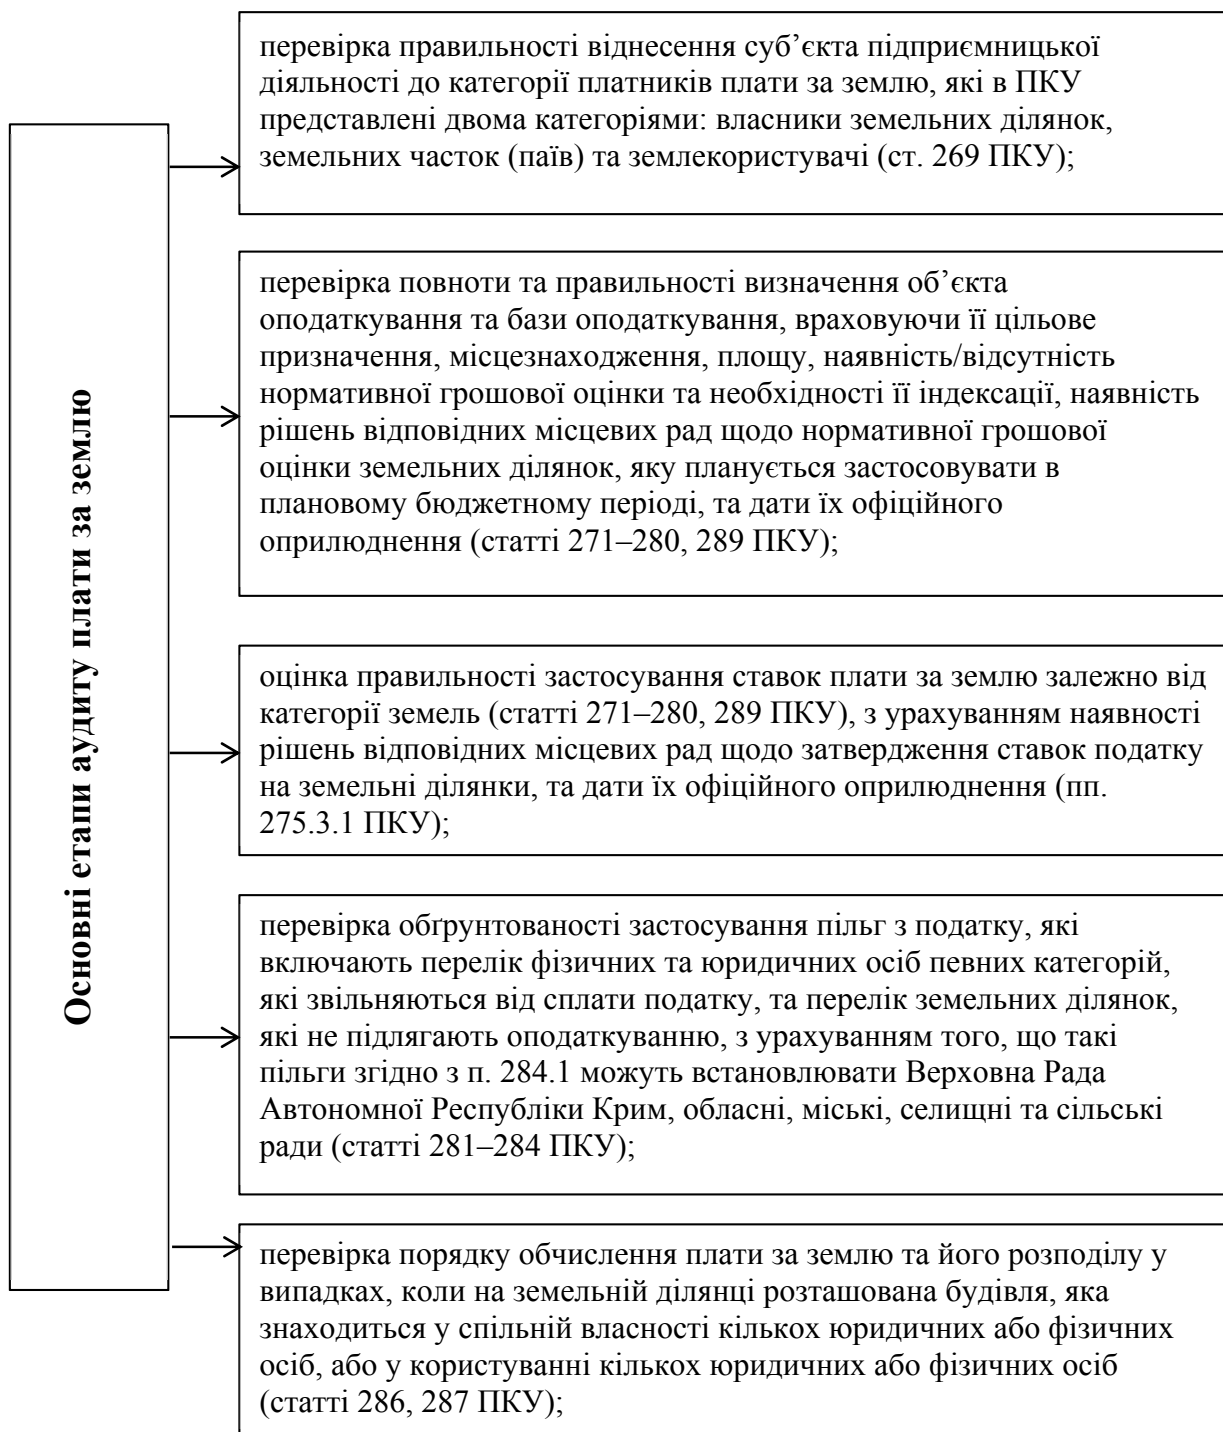 Основні етапи аудиту плати за землю
перевірка правильності віднесення суб’єкта підприємницької
діяльності до категорії платників плати за землю, які в ПКУ
представлені двома категоріями: власники земельних ділянок,
земельних часток (паїв) та землекористувачі (ст. 269 ПКУ);
перевірка повноти та правильності визначення об’єкта
оподаткування та бази оподаткування, враховуючи її цільове
призначення, місцезнаходження, площу, наявність/відсутність
нормативної грошової оцінки та необхідності її індексації, наявність
рішень відповідних місцевих рад щодо нормативної грошової
оцінки земельних ділянок, яку планується застосовувати в
плановому бюджетному періоді, та дати їх офіційного
оприлюднення (статті 271–280, 289 ПКУ);
оцінка правильності застосування ставок плати за землю залежно від
категорії земель (статті 271–280, 289 ПКУ), з урахуванням наявності
рішень відповідних місцевих рад щодо затвердження ставок податку
на земельні ділянки, та дати їх офіційного оприлюднення (пп.
275.3.1 ПКУ);
перевірка обґрунтованості застосування пільг з податку, які
включають перелік фізичних та юридичних осіб певних категорій,
які звільняються від сплати податку, та перелік земельних ділянок,
які не підлягають оподаткуванню, з урахуванням того, що такі
пільги згідно з п. 284.1 можуть встановлювати Верховна Рада
Автономної Республіки Крим, обласні, міські, селищні та сільські
ради (статті 281–284 ПКУ);
перевірка порядку обчислення плати за землю та його розподілу у
випадках, коли на земельній ділянці розташована будівля, яка
знаходиться у спільній власності кількох юридичних або фізичних
осіб, або у користуванні кількох юридичних або фізичних осіб
(статті 286, 287 ПКУ);